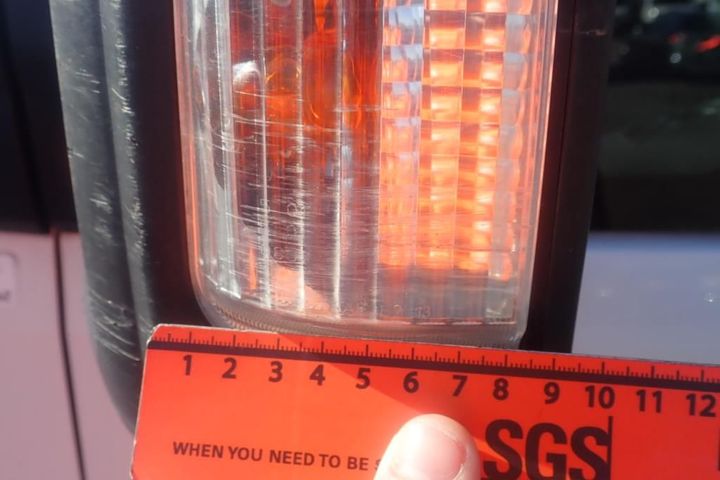 1 2 3 4 5 6 7 8 9 10 11 12
WHEN YOU NEED TO BE
SGS